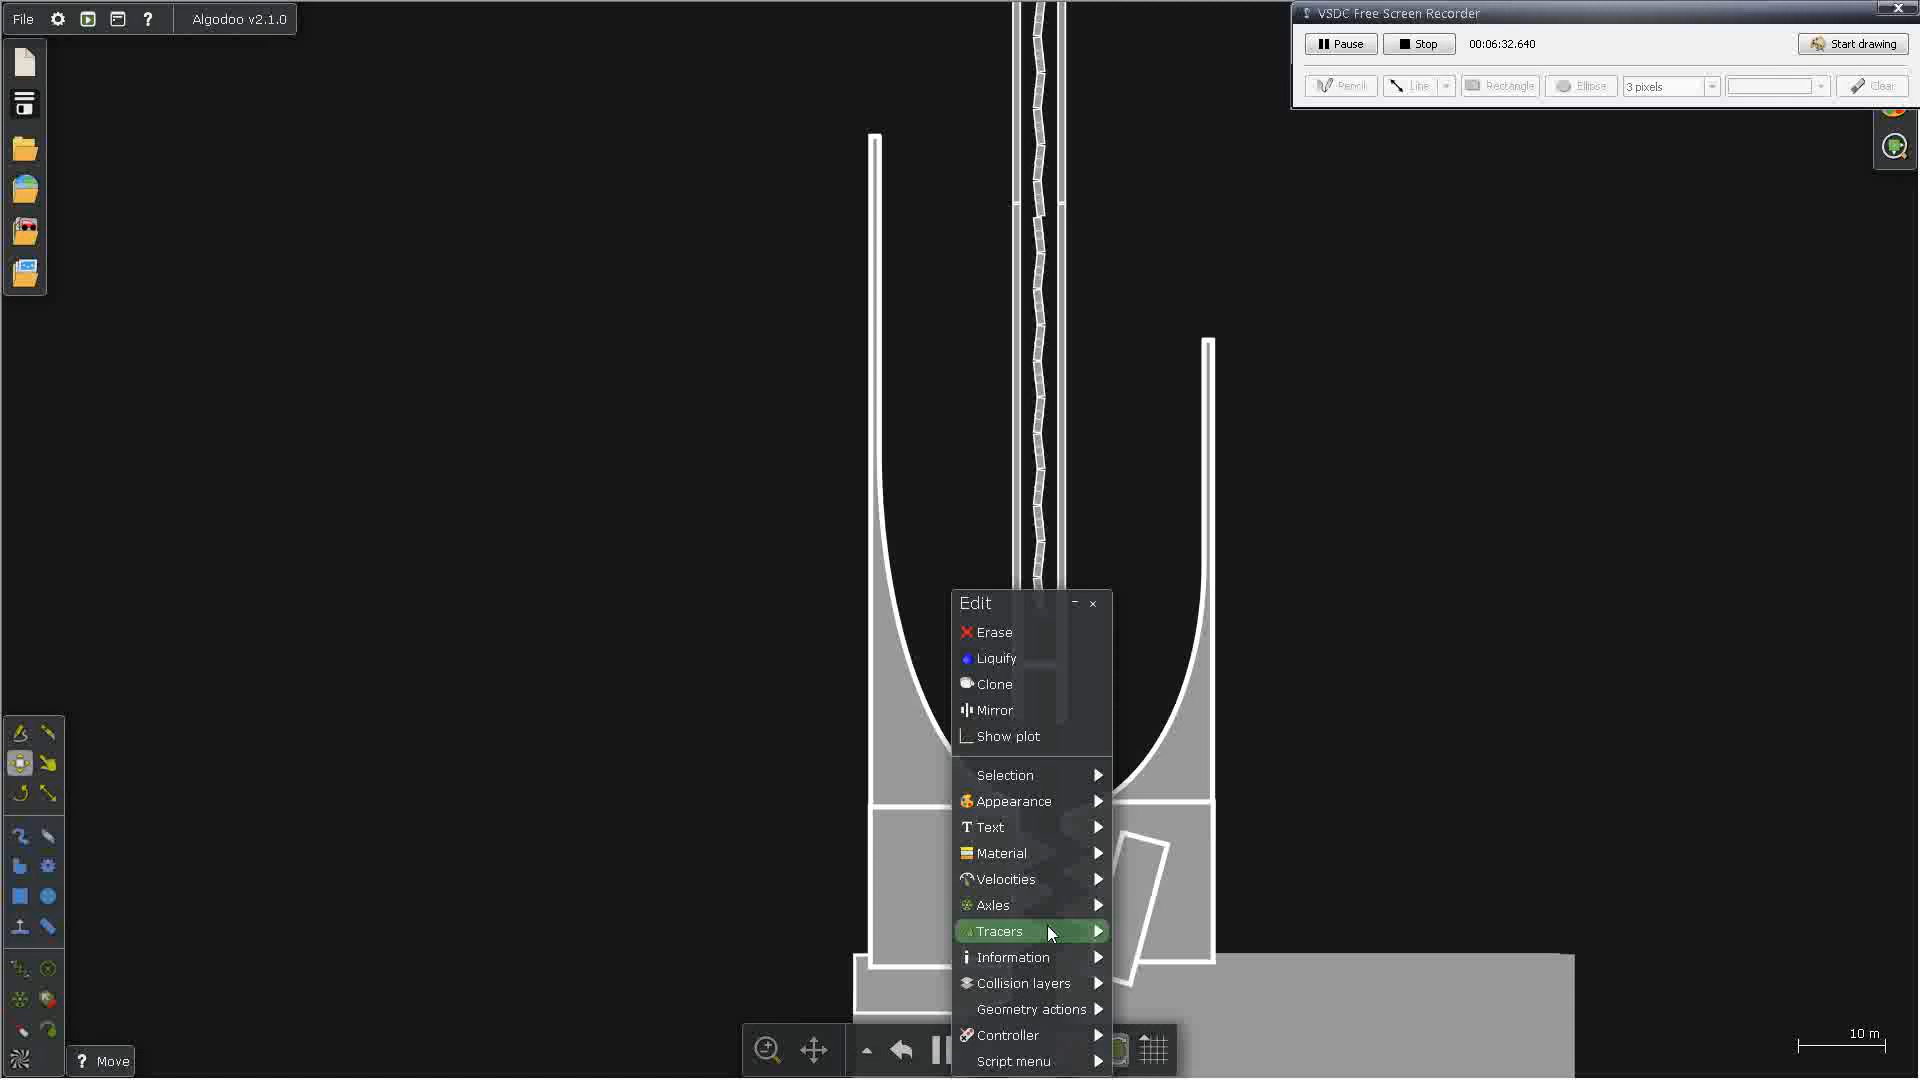 File
Algodoo v2.1.0
VSDC Free Screen Recorder
Pause
Stop
00:06:32.640
Start drawing
Pencil
Line
Rectangle
Ellipse
3 pixels
Clear
Edit
Erase
Liquify
Clone
Mirror
Show plot
Selection
Appearance
Text
Material
Velocities
Axles
Tracers
Information
Collision layers
Geometry actions
Controller
Script menu
? Move
10 m